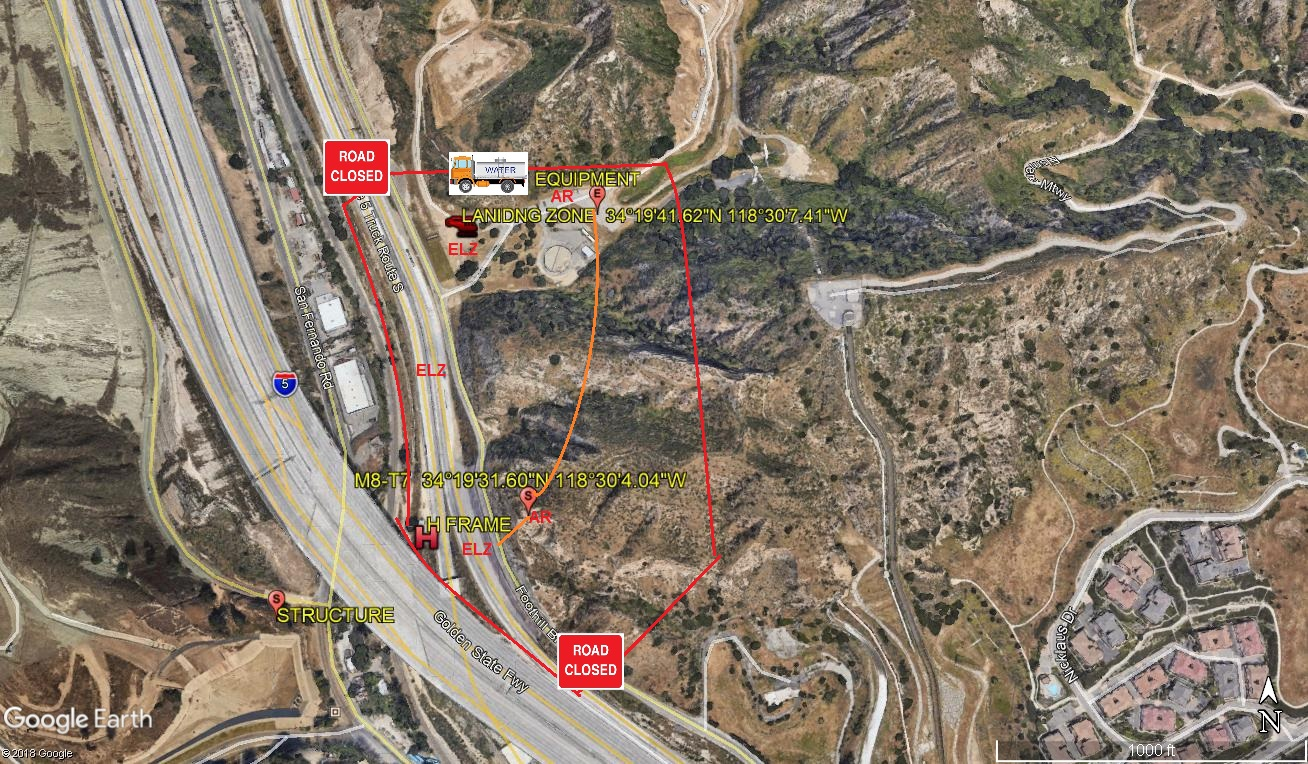 ROAD
CLOSED
WATER
EQUIPMENT
AR
E
LANIDNG ZONE 34°19'41.62"N 118°30'7.41"W
ELZ
5 Truck Route S
San Fernando Rd
ELZ
5
M8-T7 34°19'31.60"N 118°30'4.04"W
S
AR
H FRAME
H
ELZ
S
STRUCTURE
Golden State Fwy
Foothill B
ROAD
CLOSED
Nicklaus Dr
Mtwy
N
1000 ft
Google Earth
©2018 Google